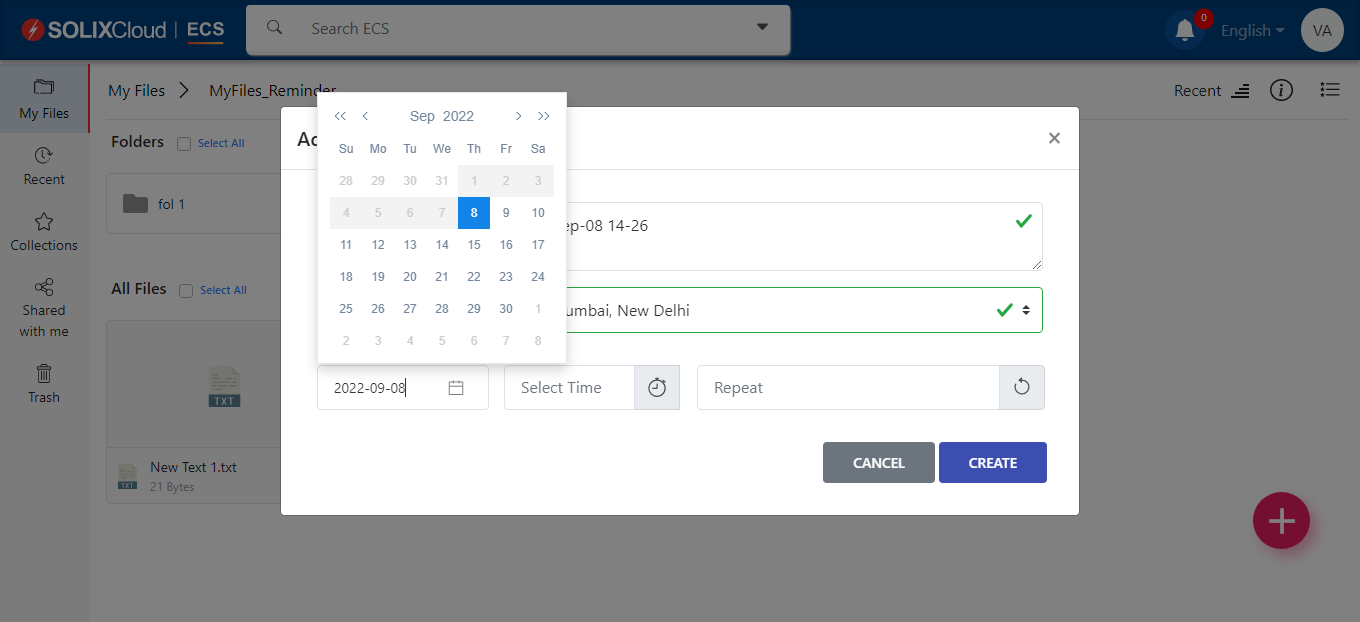 SOLIXCloud | ECS
Search ECS
0
English
VA
My Files
Recent
Collections
Shared
with me
Trash
My Files
MyFiles_Reminder
Recent
Folders
Select All
fol 1
All Files
Select All
TXT
TXT
New Text 1.txt
21 Bytes
Sep 2022
Su Mo Tu We Th Fr Sa
28 29 30 31 1 2 3
4 5 6 7 8 9 10
11 12 13 14 15 16 17
18 19 20 21 22 23 24
25 26 27 28 29 30 1
2 3 4 5 6 7 8
ep-08 14-26
umbai, New Delhi
2022-09-08
Select Time
Repeat
CANCEL
CREATE